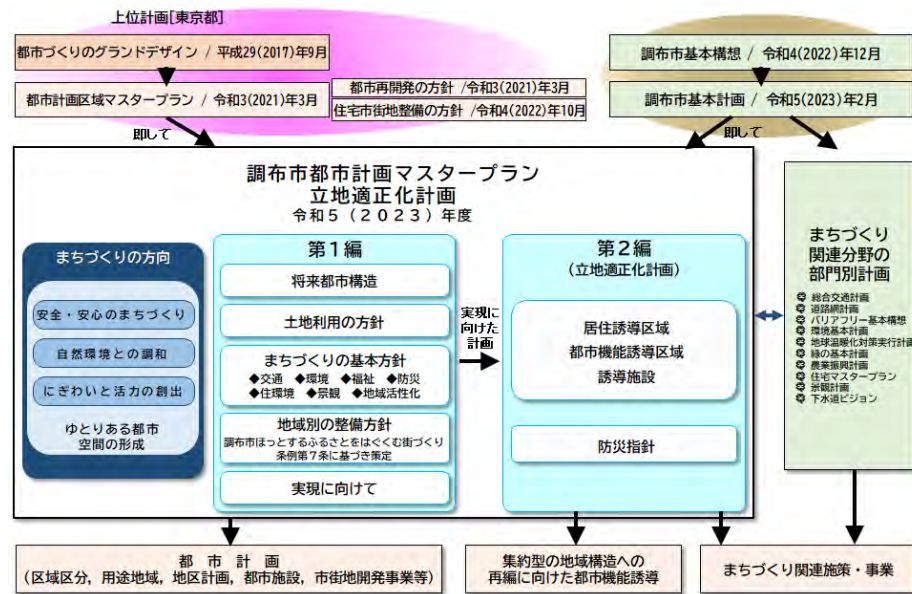 上位計画[東京都]
都市づくりのグランドデザイン / 平成29(2017)年9月
都市計画区域マスタープラン / 令和3(2021)年3月
都市再開発の方針 /令和3(2021)年3月
住宅市街地整備の方針 /令和4(2022)年10月
調布市基本構想 / 令和4(2022)年12月
調布市基本計画 / 令和5(2023)年2月
即して
即して
調布市都市計画マスタープラン
立地適正化計画
令和5(2023)年度
まちづくりの方向
安全・安心のまちづくり
自然環境との調和
にぎわいと活力の創出
ゆとりある都市
空間の形成
第1編
将来都市構造
土地利用の方針
まちづくりの基本方針
◆交通 ◆環境 ◆福祉 ◆防災
◆住環境 ◆景観 ◆地域活性化
地域別の整備方針
調布市ほっとするふるさとをはぐくむ街づくり
条例第7条に基づき策定
実現に向けて
実現に
向けた
計画
第2編
(立地適正化計画)
居住誘導区域
都市機能誘導区域
誘導施設
防災指針
まちづくり
関連分野の
部門別計画
総合交通計画
道路網計画
バリアフリー基本構想
環境基本計画
地球温暖化対策実行計画
緑の基本計画
農業振興計画
住宅マスタープラン
景観計画
下水道ビジョン
都 市 計 画
(区域区分, 用途地域, 地区計画, 都市施設, 市街地開発事業等)
集約型の地域構造への
再編に向けた都市機能誘導
まちづくり関連施策・事業